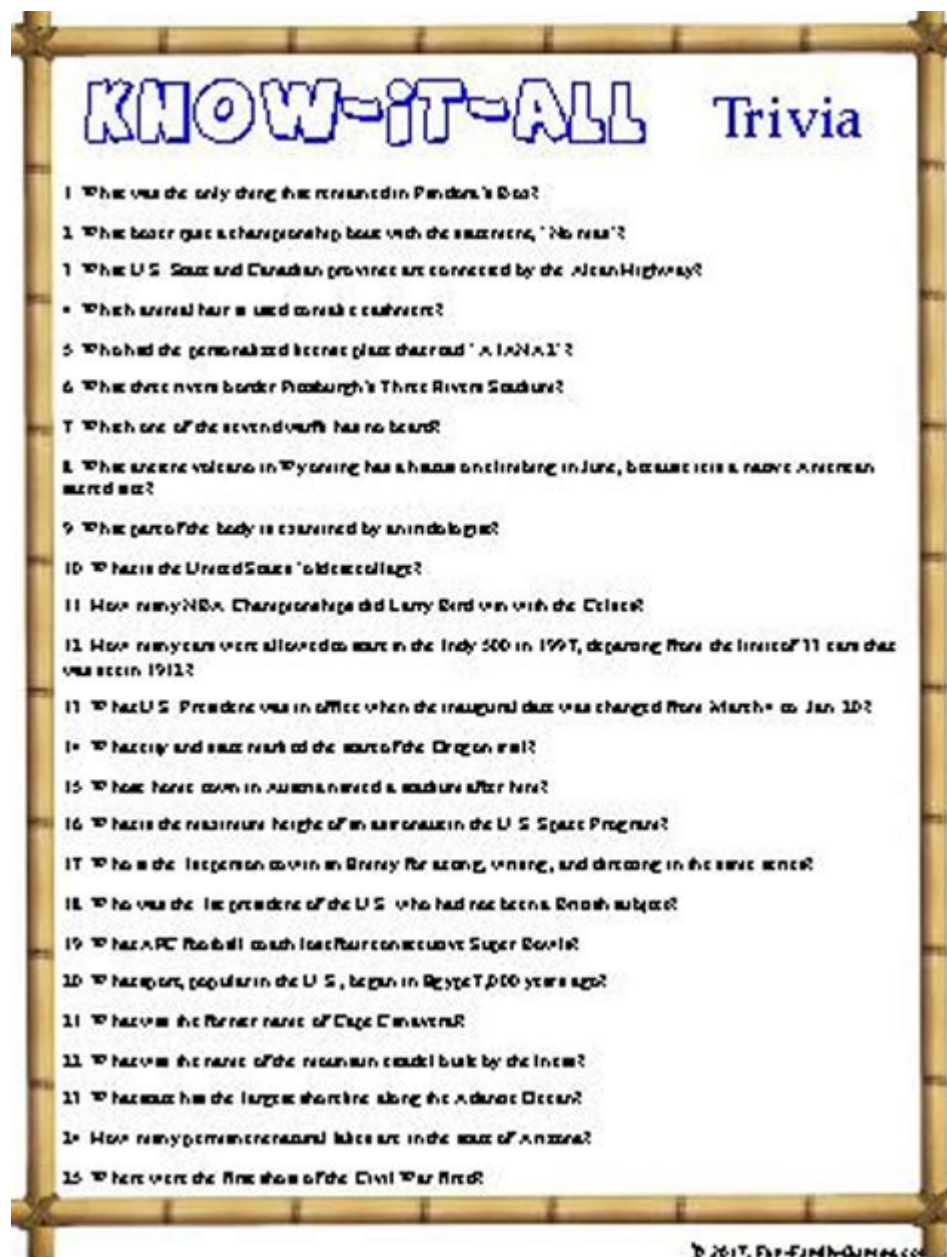 KNOW-iT-ALL Trivia
1 What was the only thing that remained in Pandora's Box?
2 What boxer quit a championship bout with the statement, "No mas"?
3 What U.S. State and Canadian province are connected by the Alcan Highway?
4 Which animal hair is used to make cashmere?
5 Who had the personalized license plate that read
6 What three rivers border Pittsburgh's Three Rivers Stadium?
7 Which one of the seven dwarfs has no beard?
8 What ancient volcano in Wyoming has a hiatus on climbing in June, because it is a native American
sacred site?
9 What part of the body is examined by an
10 What is the United States' oldest college?
11 How many NBA Championships did Larry Bird win with the Celtics?
12 How many cars were allowed to start in the Indy 500 in 1997, departing from the limit of 33 cars that
was set in
13 What U.S. President was in office when the inaugural date was changed from March 4 to Jan 20?
14 What city and state marked the start of the Oregon trail?
15 Whose home town in Austria named a stadium after him?
16 What is the maximum height of an astronaut in the U.S. Space Program?
17 Who is the 1st person to win an Emmy for acting, writing, and directing in the same series?
18 Who was the 1st president of the U.S. who had not been a British subject?
19 What AFC football coach lost four consecutive Super Bowls?
20 What sport, popular in the U.S., began in Egypt 7,000 years ago?
21 What was the former name of Cape Canaveral?
22 What was the name of the mountain citadel built by the Incas?
23 What state has the largest shoreline along the Atlantic Ocean?
24 How many permanent natural lakes are in the state of Arizona?
25 Where were the first shots of the Civil War fired?
© 2017, Fun-Earth-Games.co